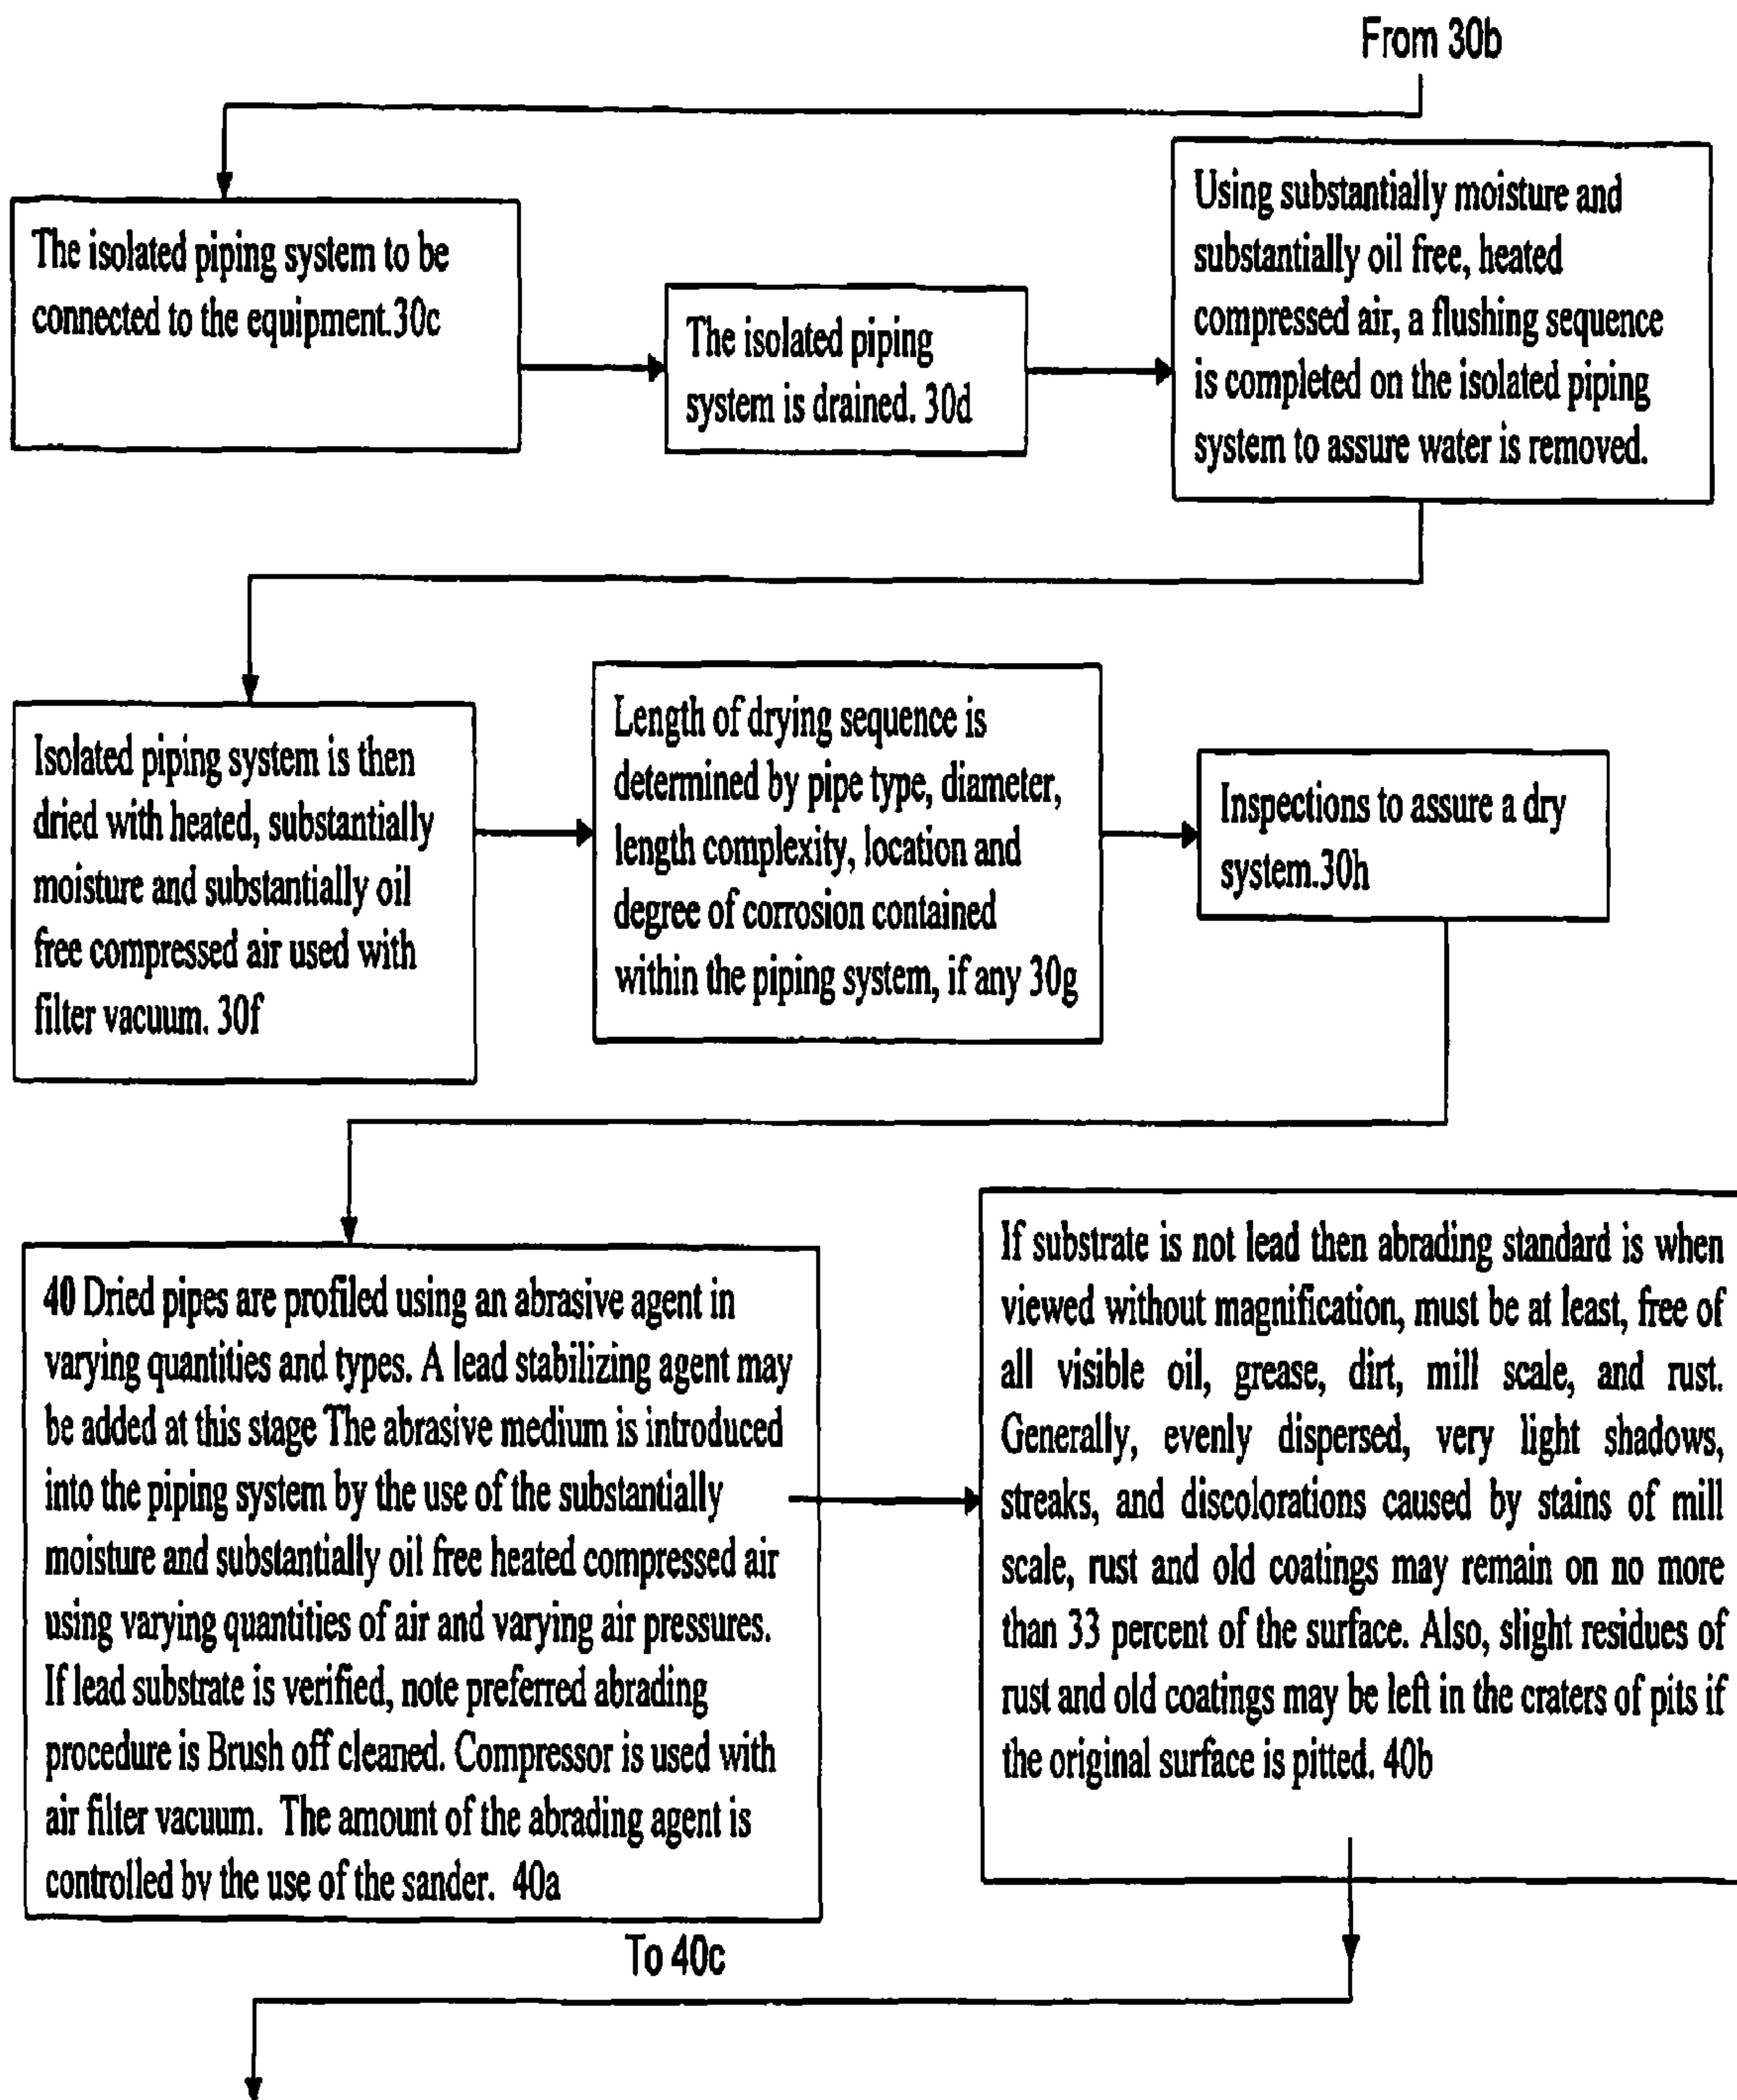 From 30b
The isolated piping system to be
connected to the equipment.30c
The isolated piping
system is drained. 30d
Using substantially moisture and
substantially oil free, heated
compressed air, a flushing sequence
is completed on the isolated piping
system to assure water is removed.
Isolated piping system is then
dried with heated, substantially
moisture and substantially oil
free compressed air used with
filter vacuum. 30f
Length of drying sequence is
determined by pipe type, diameter,
length complexity, location and
degree of corrosion contained
within the piping system, if any 30g
Inspections to assure a dry
system.30h
40 Dried pipes are profiled using an abrasive agent in
varying quantities and types. A lead stabilizing agent may
be added at this stage The abrasive medium is introduced
into the piping system by the use of the substantially
moisture and substantially oil free heated compressed air
using varying quantities of air and varying air pressures.
If lead substrate is verified, note preferred abrading
procedure is Brush off cleaned. Compressor is used with
air filter vacuum.  The amount of the abrading agent is
controlled by the use of the sander.  40a
If substrate is not lead then abrading standard is when
viewed without magnification, must be at least, free of
all visible oil, grease, dirt, mill scale, and rust.
Generally, evenly dispersed, very light shadows,
streaks, and discolorations caused by stains of mill
scale, rust and old coatings may remain on no more
than 33 percent of the surface. Also, slight residues of
rust and old coatings may be left in the craters of pits if
the original surface is pitted. 40b
To 40c